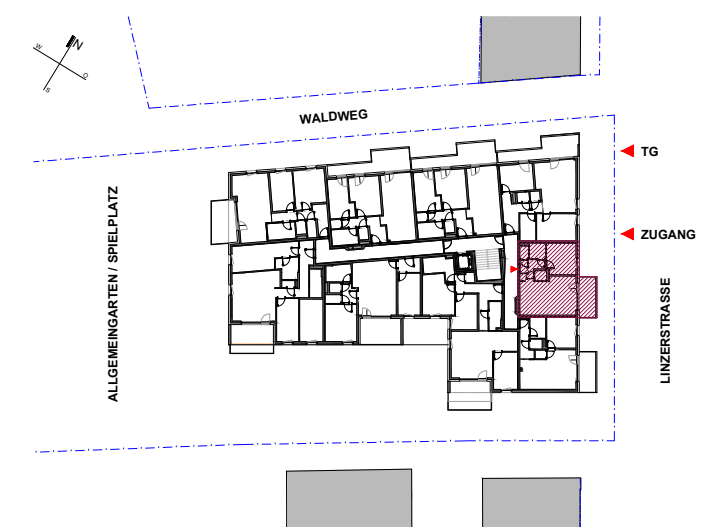 N
W
O
S
WALDWEG
TG
ALLGEMEINGARTEN / SPIELPLATZ
ZUGANG
LINZERSTRASSE